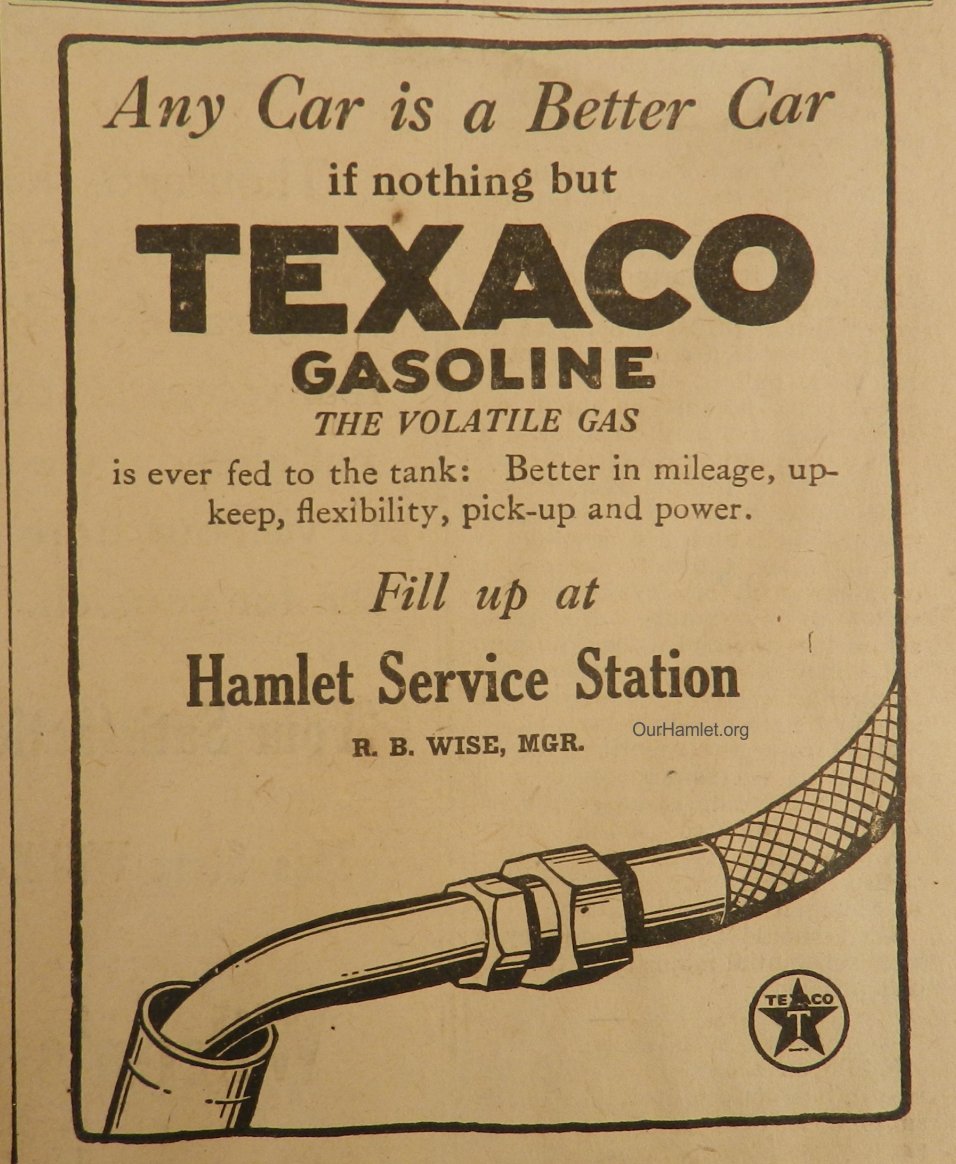 Any Car is a Better Car
if nothing but
TEXACO
GASOLINE
THE VOLATILE GAS
is ever fed to the tank: Better in mileage, up-
keep, flexibility, pick-up and power.
Fill up at
Hamlet Service Station
OurHamlet.org
R. B. WISE, MGR.
TEXACO
T